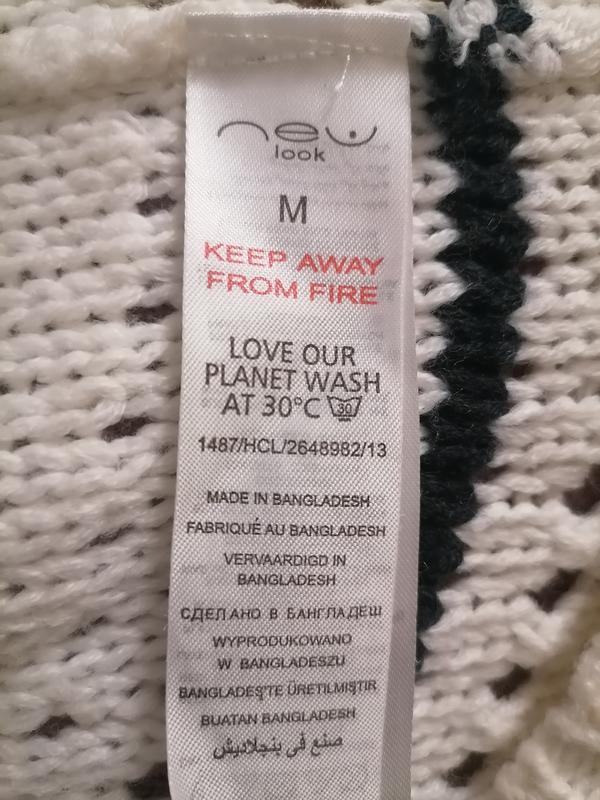 new
look
M
KEEP AWAY
FROM FIRE
LOVE OUR
PLANET WASH
AT 30°C 30
1487/HCL/2648982/13
MADE IN BANGLADESH
FABRIQUÉ AU BANGLADESH
VERVAARDIGD IN
BANGLADESH
СДЕЛАНО В БАНГЛАДЕШ
WYPRODUKOWANO
W BANGLADESZU
BANGLADEŞ'TE ÜRETILMIŞTIR
BUATAN BANGLADESH
صنع في بنجلاديش